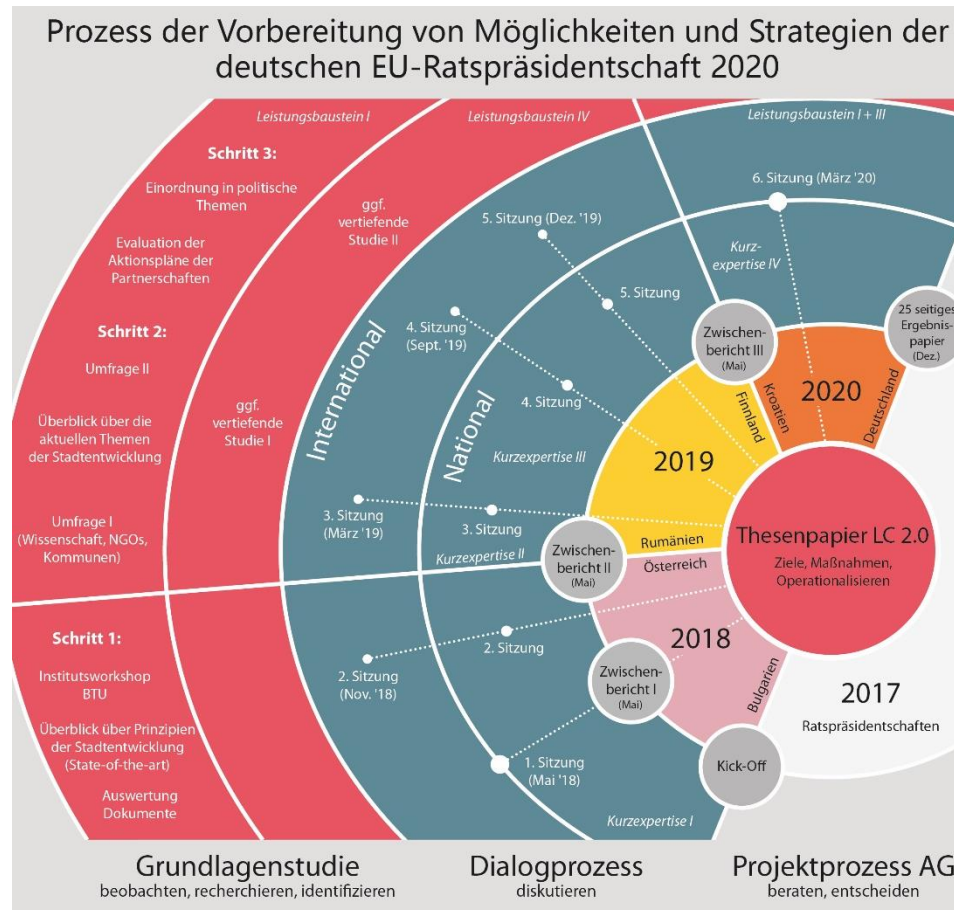 Prozess der Vorbereitung von Möglichkeiten und Strategien der
deutschen EU-Ratspräsidentschaft 2020
Leistungsbaustein I
Leistungsbaustein IV
Leistungsbaustein I + III
Schritt 3:
Einordnung in politische
Themen
Evaluation der
Aktionspläne der
Partnerschaften
Schritt 2:
Umfrage II
Überblick über die
aktuellen Themen
der Stadtentwicklung
Umfrage I
(Wissenschaft, NGOs,
Kommunen)
Schritt 1:
Institutsworkshop
BTU
Überblick über Prinzipien
der Stadtentwicklung
(State-of-the-art)
Auswertung
Dokumente
ggf.
vertiefende
Studie II
ggf.
vertiefende
Studie I
International
National
6. Sitzung (März '20)
5. Sitzung (Dez. '19)
5. Sitzung
4. Sitzung
(Sept. '19)
4. Sitzung
3. Sitzung
(März '19)
3. Sitzung
2. Sitzung
(Nov. '18)
2. Sitzung
1. Sitzung
(Mai '18)
Kurz-
expertise IV
Kurzexpertise III
Kurzexpertise II
Kurzexpertise I
Zwischen-
bericht III
(Mai)
25 seitiges
Ergebnis-
papier
(Dez.)
Zwischen-
bericht II
(Mai)
Zwischen-
bericht I
(Mai)
Kick-Off
2020
Kroatien
Deutschland
2019
Finnland
Rumänien
Österreich
2018
Bulgarien
Thesenpapier LC 2.0
Ziele, Maßnahmen,
Operationalisieren
2017
Ratspräsidentschaften
Grundlagenstudie
beobachten, recherchieren, identifizieren
Dialogprozess
diskutieren
Projektprozess AG
beraten, entscheiden